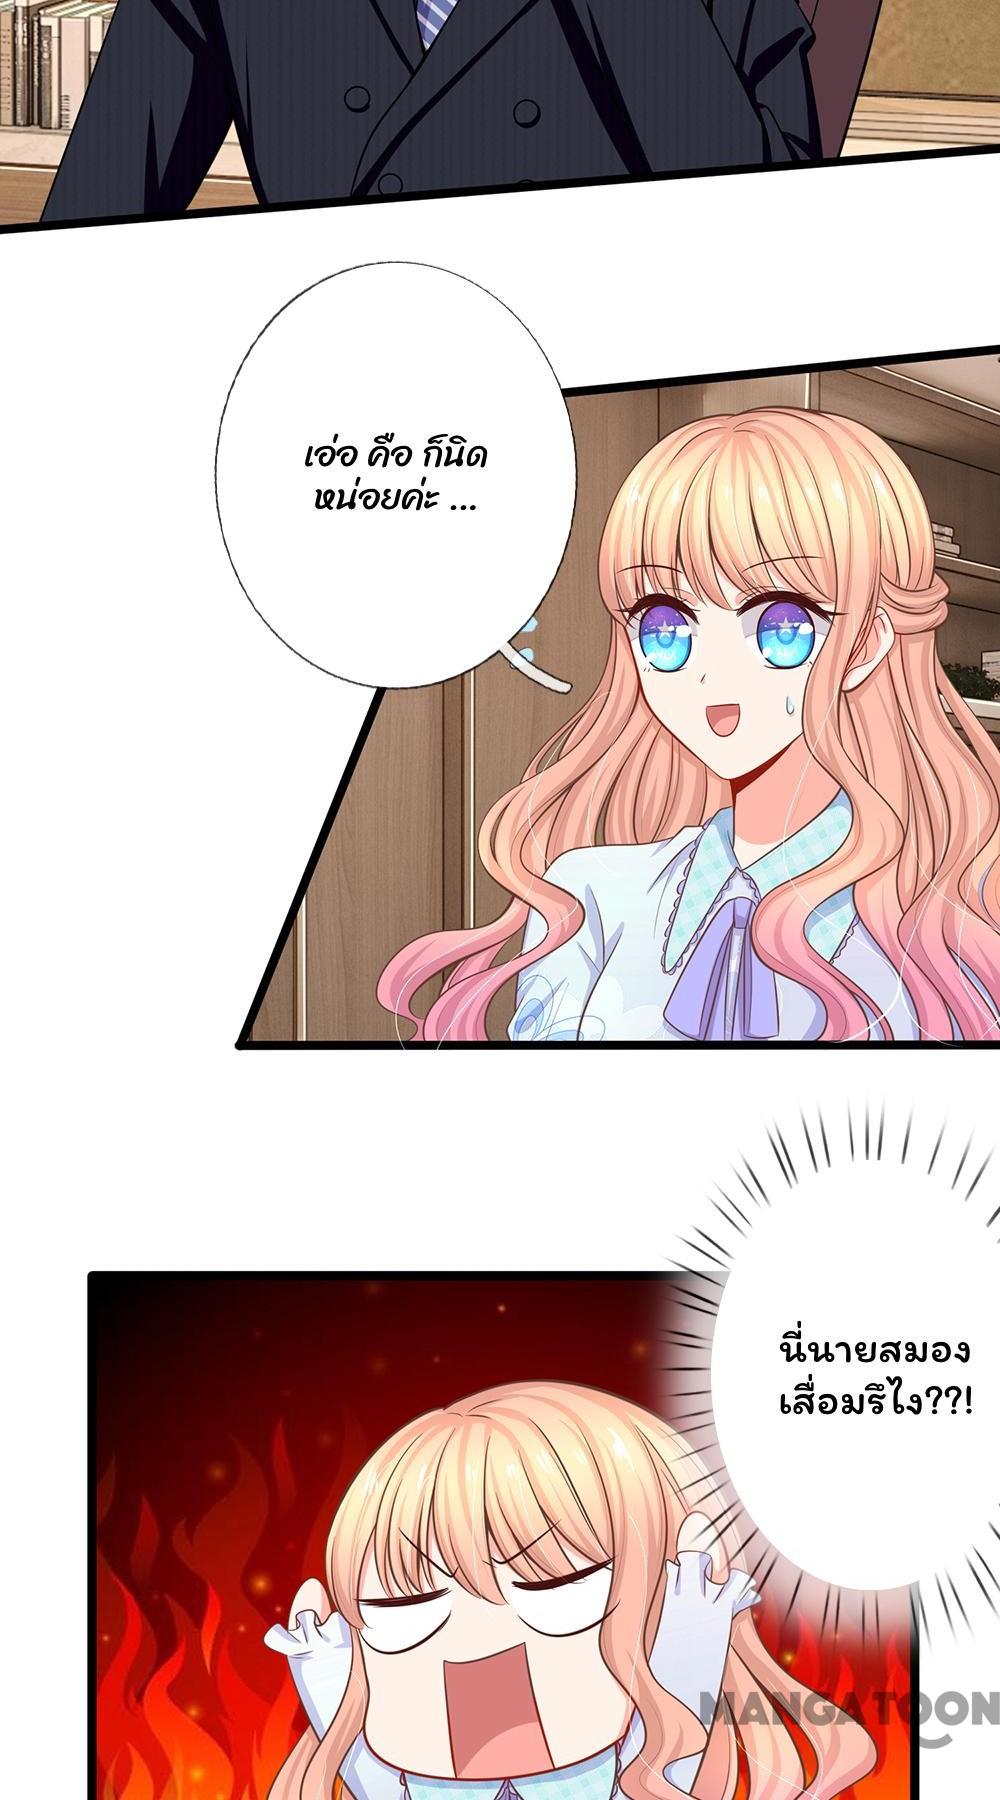 เอ่อ คือ ก็นิด
หน่อยค่ะ ...
นี่นายสมอง
เสื่อมรึไง??!
MANGATOON